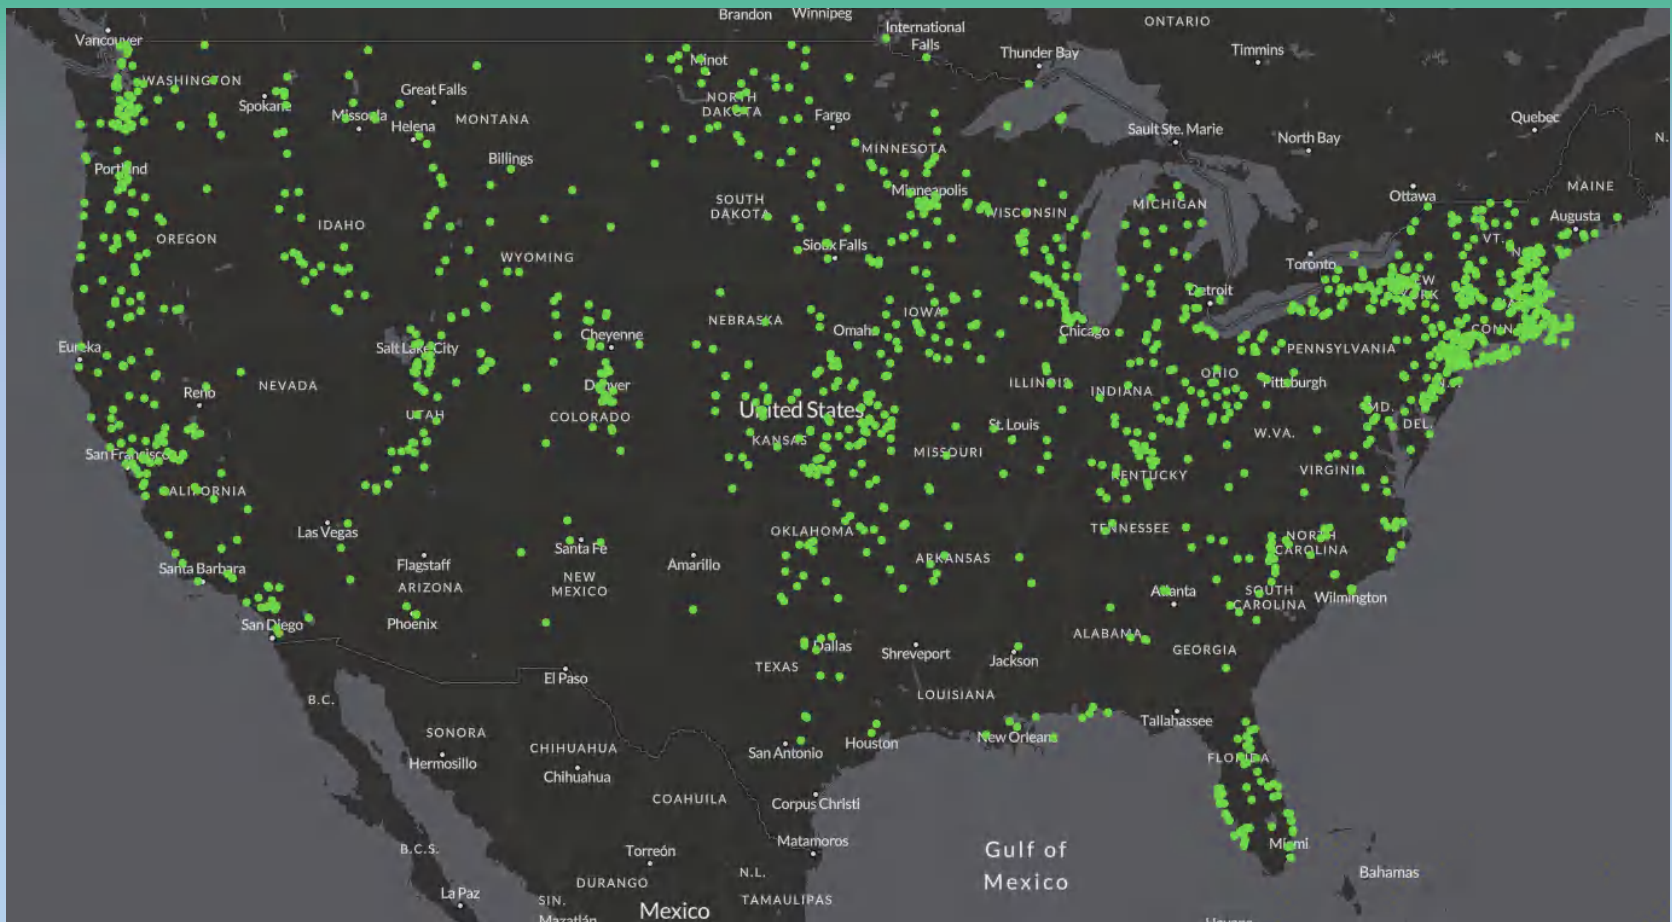 Brandon
Winnipeg
ONTARIO
International
Falls
Vancouver
Thunder Bay
Timmins
Minot
WASHINGTON
Great Falls
Spokane
NORTH
DAKOTA
Missoula
Helena
MONTANA
Fargo
Quebec
Sault Ste. Marie
North Bay
N.
MINNESOTA
Billings
Portland
Minneapolis
MAINE
Ottawa
SOUTH
DAKOTA
WISCONSIN
MICHIGAN
Augusta
IDAHO
OREGON
VT.
Sioux Falls
WYOMING
Toronto
Detroit
NEBRASKA
IOWA
Omaha
Cheyenne
Chicago
CONN.
Eureka
Salt Lake City
PENNSYLVANIA
NEVADA
Reno
Denver
ILLINOIS
INDIANA
OHIO
Pittsburgh
UTAH
COLORADO
United States
MD.
DEL.
St. Louis
KANSAS
W.VA.
San Francisco
MISSOURI
KENTUCKY
VIRGINIA
CALIFORNIA
Las Vegas
OKLAHOMA
TENNESSEE
NORTH
CAROLINA
Santa Fe
Santa Barbara
Flagstaff
Amarillo
ARKANSAS
ARIZONA
NEW
MEXICO
Atlanta
SOUTH
CAROLINA
Wilmington
San Diego
Phoenix
Dallas
Shreveport
Jackson
ALABAMA
GEORGIA
TEXAS
El Paso
LOUISIANA
B.C.
Tallahassee
SONORA
CHIHUAHUA
Houston
New Orleans
San Antonio
Hermosillo
Chihuahua
FLORIDA
COAHUILA
Corpus Christi
Matamoros
Miami
B.C.S.
Torreón
Gulf of
Mexico
N.L.
Bahamas
DURANGO
La Paz
SIN.
TAMAULIPAS
Mexico
Mazatlán